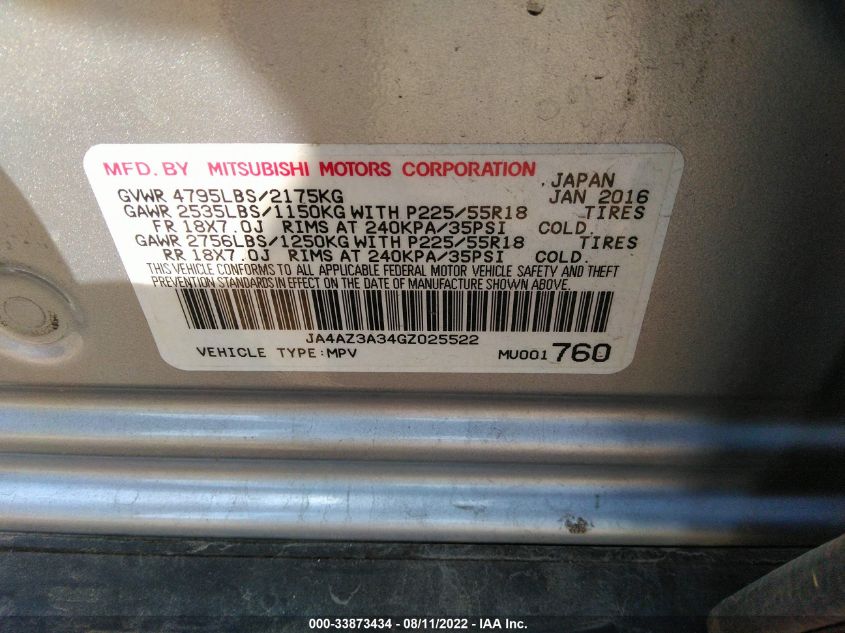 MFD. BY MITSUBISHI MOTORS CORPORATION
JAPAN
GVWR 4795LBS/2175KG JAN 2016
GAWR 2535LBS/1150KG WITH P225/55R18 TIRES
FR 18X7.0J RIMS AT 240KPA/35PSI COLD.
GAWR 2756LBS/1250KG WITH P225/55R18 TIRES
RR 18X7.0J RIMS AT 240KPA/35PSI COLD.
THIS VEHICLE CONFORMS TO ALL APPLICABLE FEDERAL MOTOR VEHICLE SAFETY AND THEFT
PREVENTION STANDARDS IN EFFECT ON THE DATE OF MANUFACTURE SHOWN ABOVE.
JA4AZ3A34GZ025522
VEHICLE TYPE:MPV MU001 760
000-33873434 - 08/11/2022 - IAA Inc.